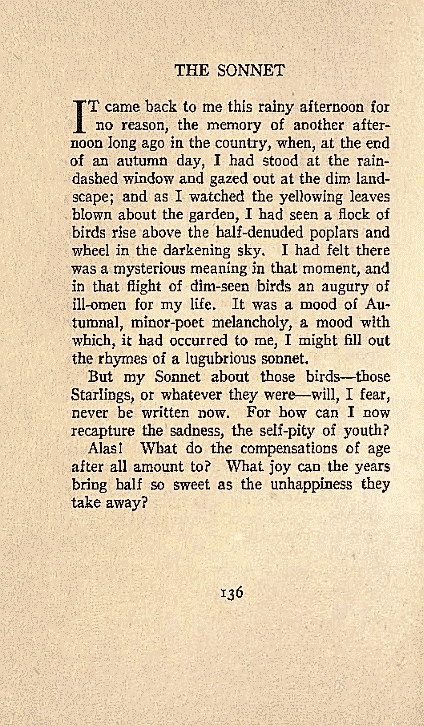 THE SONNET
IT came back to me this rainy afternoon for
no reason, the memory of another after-
noon long ago in the country, when, at the end
of an autumn day, I had stood at the rain-
dashed window and gazed out at the dim land-
scape; and as I watched the yellowing leaves
blown about the garden, I had seen a flock of
birds rise above the half-denuded poplars and
wheel in the darkening sky. I had felt there
was a mysterious meaning in that moment, and
in that flight of dim-seen birds an augury of
ill-omen for my life. It was a mood of Au-
tumnal, minor-poet melancholy, a mood with
which, it had occurred to me, I might fill out
the rhymes of a lugubrious sonnet.
But my Sonnet about those birds—those
Starlings, or whatever they were—will, I fear,
never be written now. For how can I now
recapture the sadness, the self-pity of youth?
Alas! What do the compensations of age
after all amount to? What joy can the years
bring half so sweet as the unhappiness they
take away?
136